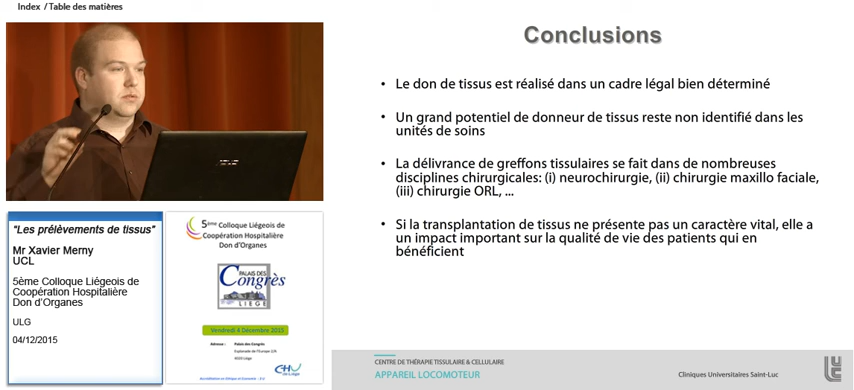 Index / Table des matières
"Les prélèvements de tissus"
Mr Xavier Merny
UCL
5ème Colloque Liégeois de
Coopération Hospitalière
Don d'Organes
ULG
04/12/2015
5ème Colloque Liégeois de
Coopération Hospitalière
Don d'Organes
PALAIS DES
Congrès
LIEGE
Vendredi 4 Décembre 2015
Adresse :
Palais des Congrès
Esplanade de l'Europe 2/A
4020 Liège
CHU
de Liège
Conclusions
• Le don de tissus est réalisé dans un cadre légal bien déterminé
• Un grand potentiel de donneur de tissus reste non identifié dans les
unités de soins
• La délivrance de greffons tissulaires se fait dans de nombreuses
disciplines chirurgicales: (i) neurochirurgie, (ii) chirurgie maxillo faciale,
(iii) chirurgie ORL, ...
• Si la transplantation de tissus ne présente pas un caractère vital, elle a
un impact important sur la qualité de vie des patients qui en
bénéficient
CENTRE DE THÉRAPIE TISSULAIRE & CELLULAIRE
APPAREIL LOCOMOTEUR
Cliniques Universitaires Saint-Luc